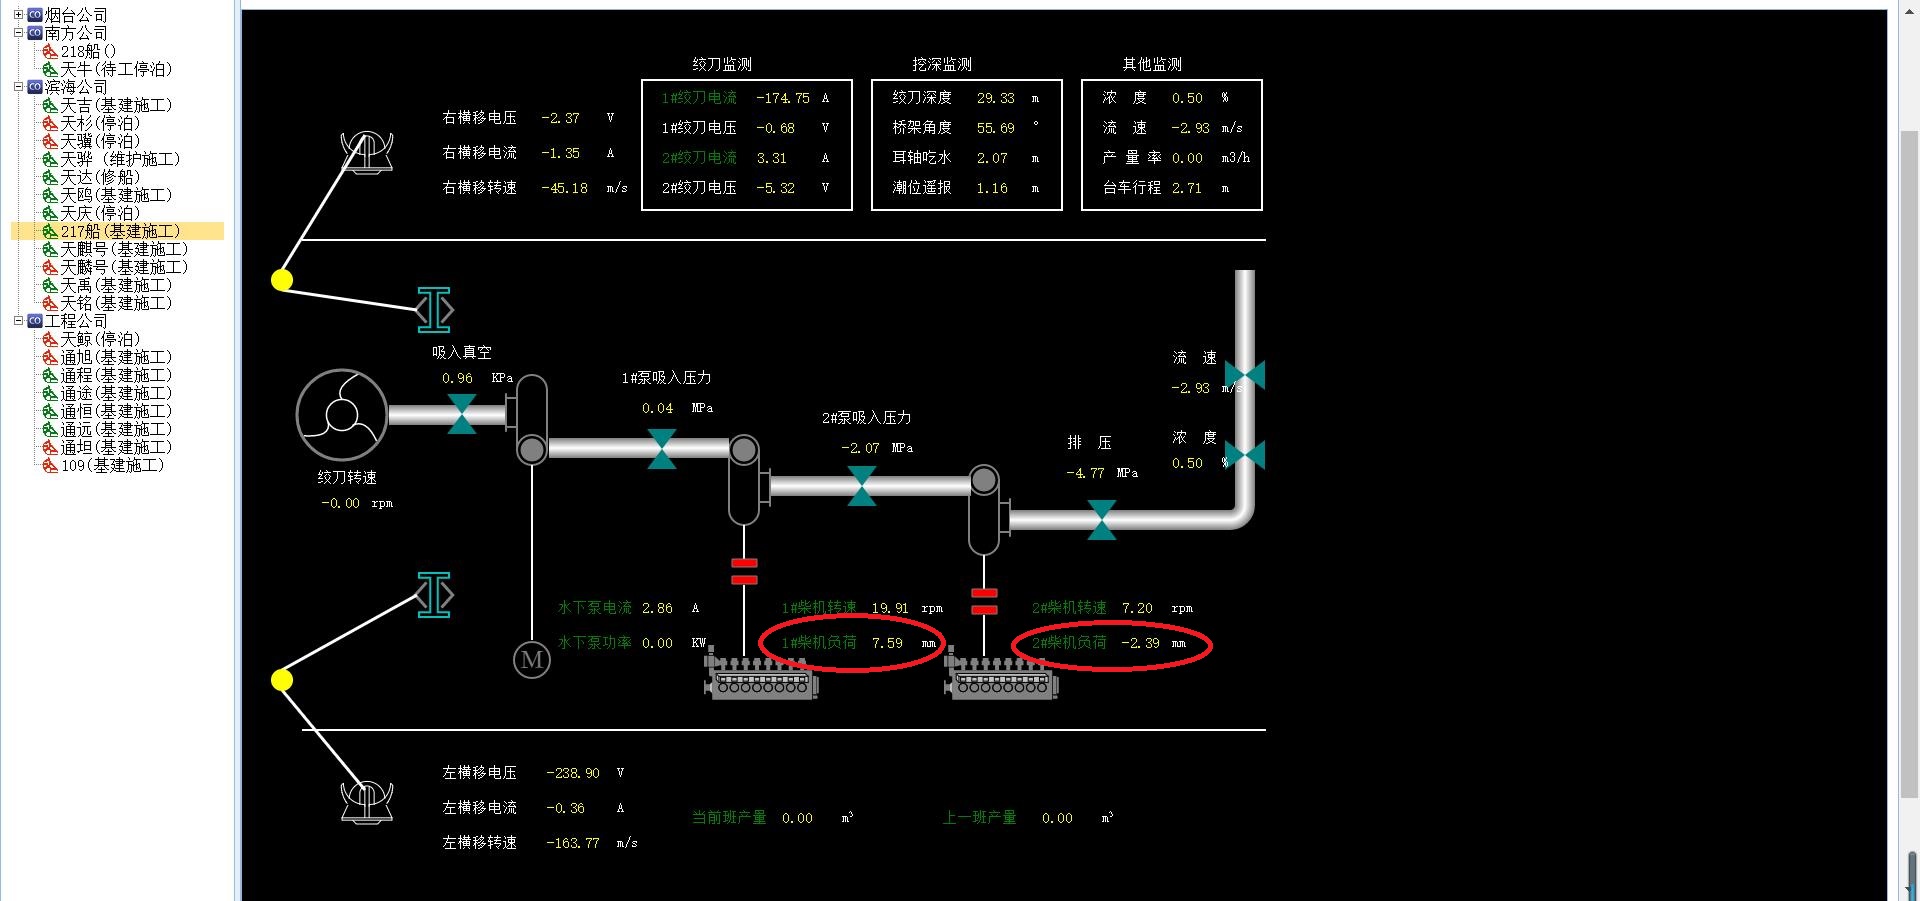 烟台公司
南方公司
218船()
天牛(待工停泊)
滨海公司
天吉(基建施工)
天杉(停泊)
天骥(停泊)
天骅 (维护施工)
天达(修船)
天鸥(基建施工)
天庆(停泊)
217船(基建施工)
天麒号(基建施工)
天麟号(基建施工)
天禹(基建施工)
天铭(基建施工)
工程公司
天鲸(停泊)
通旭(基建施工)
通程(基建施工)
通途(基建施工)
通恒(基建施工)
通远(基建施工)
通坦(基建施工)
109(基建施工)
右横移电压 -2.37 V
右横移电流 -1.35 A
右横移转速 -45.18 m/s
绞刀监测
1#绞刀电流 -174.75 A
1#绞刀电压 -0.68 V
2#绞刀电流 3.31 A
2#绞刀电压 -5.32 V
挖深监测
绞刀深度 29.33 m
桥架角度 55.69 °
耳轴吃水 2.07 m
潮位遥报 1.16 m
其他监测
浓 度 0.50 %
流 速 -2.93 m/s
产 量 率 0.00 m3/h
台车行程 2.71 m
吸入真空
0.96 KPa
1#泵吸入压力
0.04 MPa
2#泵吸入压力
-2.07 MPa
排 压
-4.77 MPa
流 速
-2.93 m/s
浓 度
0.50 %
绞刀转速
-0.00 rpm
水下泵电流 2.86 A
水下泵功率 0.00 KW
M
1#柴机转速 19.91 rpm
1#柴机负荷 7.59 mm
2#柴机转速 7.20 rpm
2#柴机负荷 -2.39 mm
左横移电压 -238.90 V
左横移电流 -0.36 A
左横移转速 -163.77 m/s
当前班产量 0.00 m³
上一班产量 0.00 m³